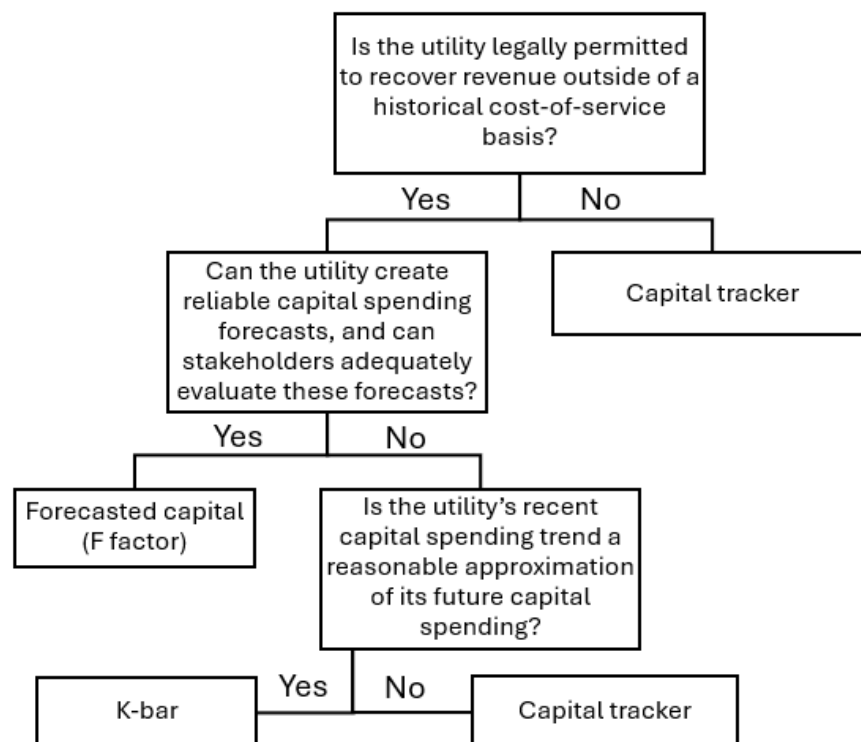 Is the utility legally permitted
to recover revenue outside of a
historical cost-of-service
basis?
Yes
No
Can the utility create
reliable capital spending
forecasts, and can
stakeholders adequately
evaluate these forecasts?
Capital tracker
Yes
No
Forecasted capital
(F factor)
Is the utility’s recent
capital spending trend a
reasonable approximation
of its future capital
spending?
Yes
No
K-bar
Capital tracker